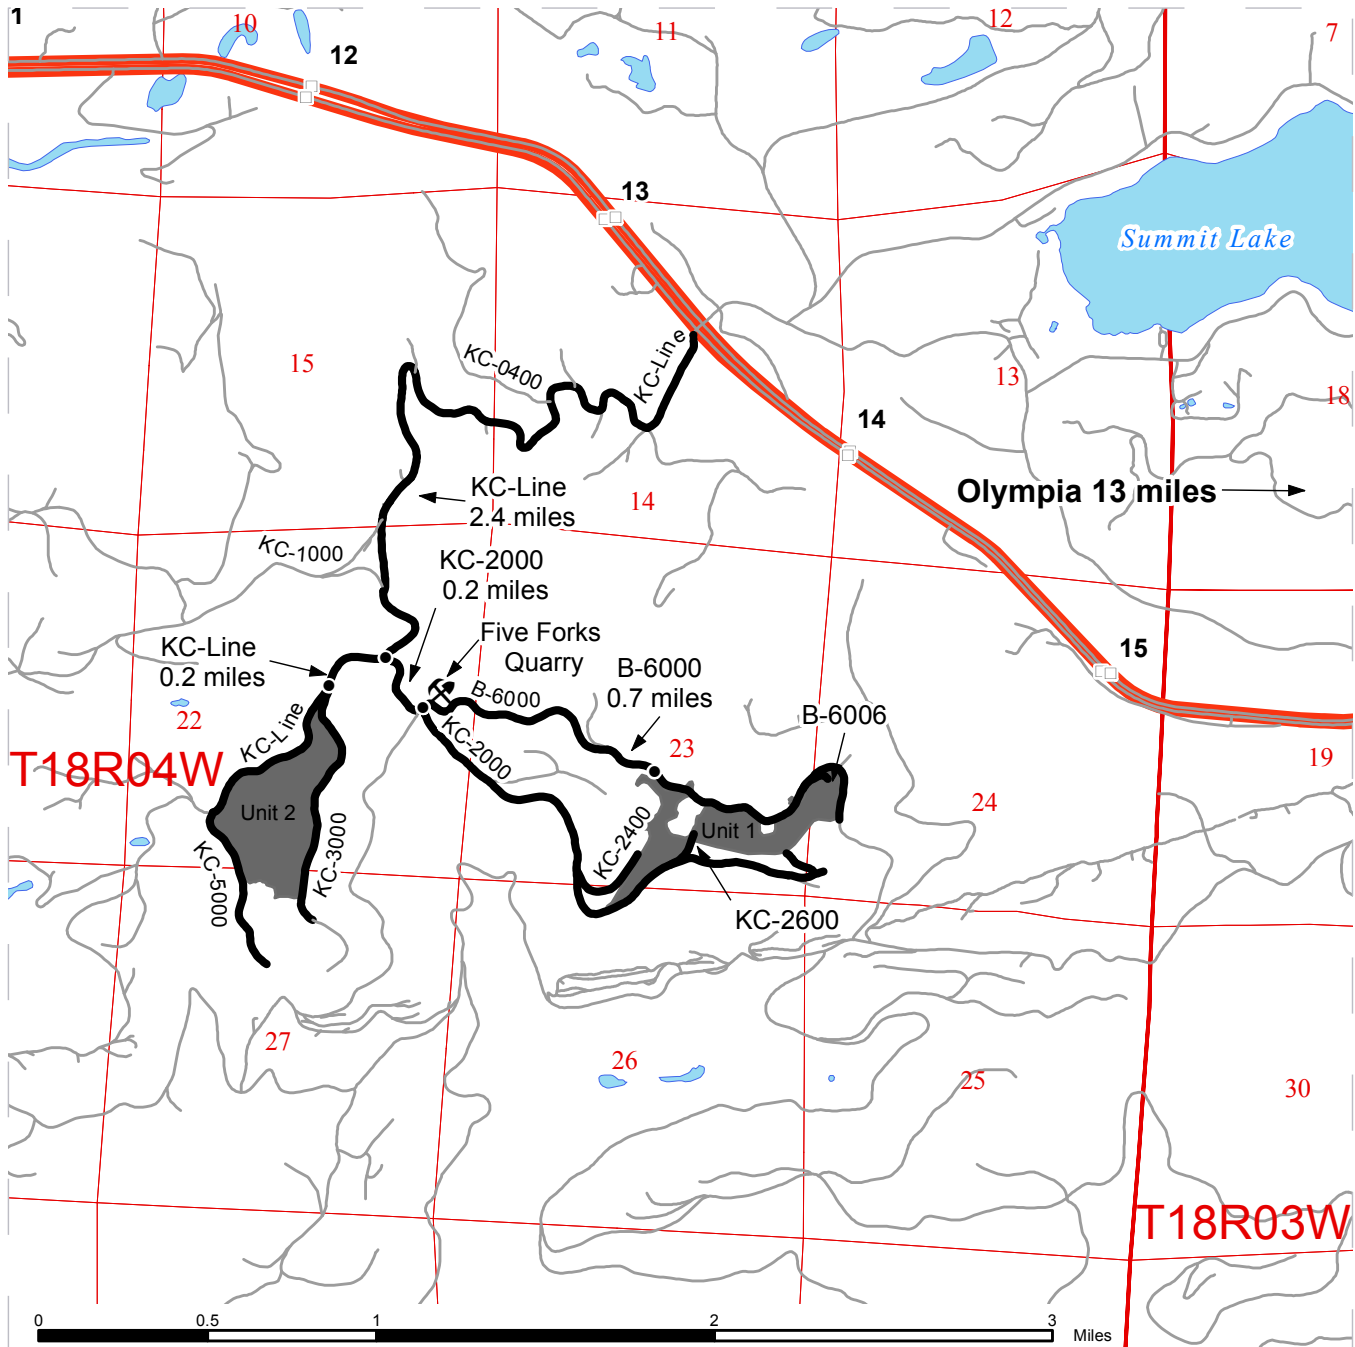 1
10
11
12
7
12
13
Summit Lake
15
KC-0400
KC-Line
13
18
14
Olympia 13 miles
KC-Line
2.4 miles
14
KC-1000
KC-2000
0.2 miles
KC-Line
0.2 miles
Five Forks
Quarry
B-6000
B-6000
0.7 miles
15
22
KC-Line
KC-2000
23
B-6006
19
T18R04W
24
Unit 2
Unit 1
KC-2400
KC-3000
KC-5000
KC-2600
27
26
25
30
T18R03W
0
0.5
1
2
3
Miles